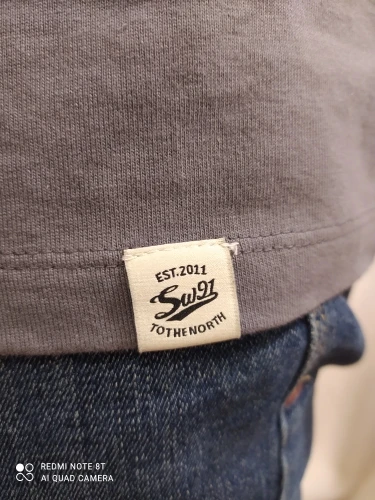 EST.2011
Sw91
TOTHENORTH
REDMI NOTE 8T
AI QUAD CAMERA